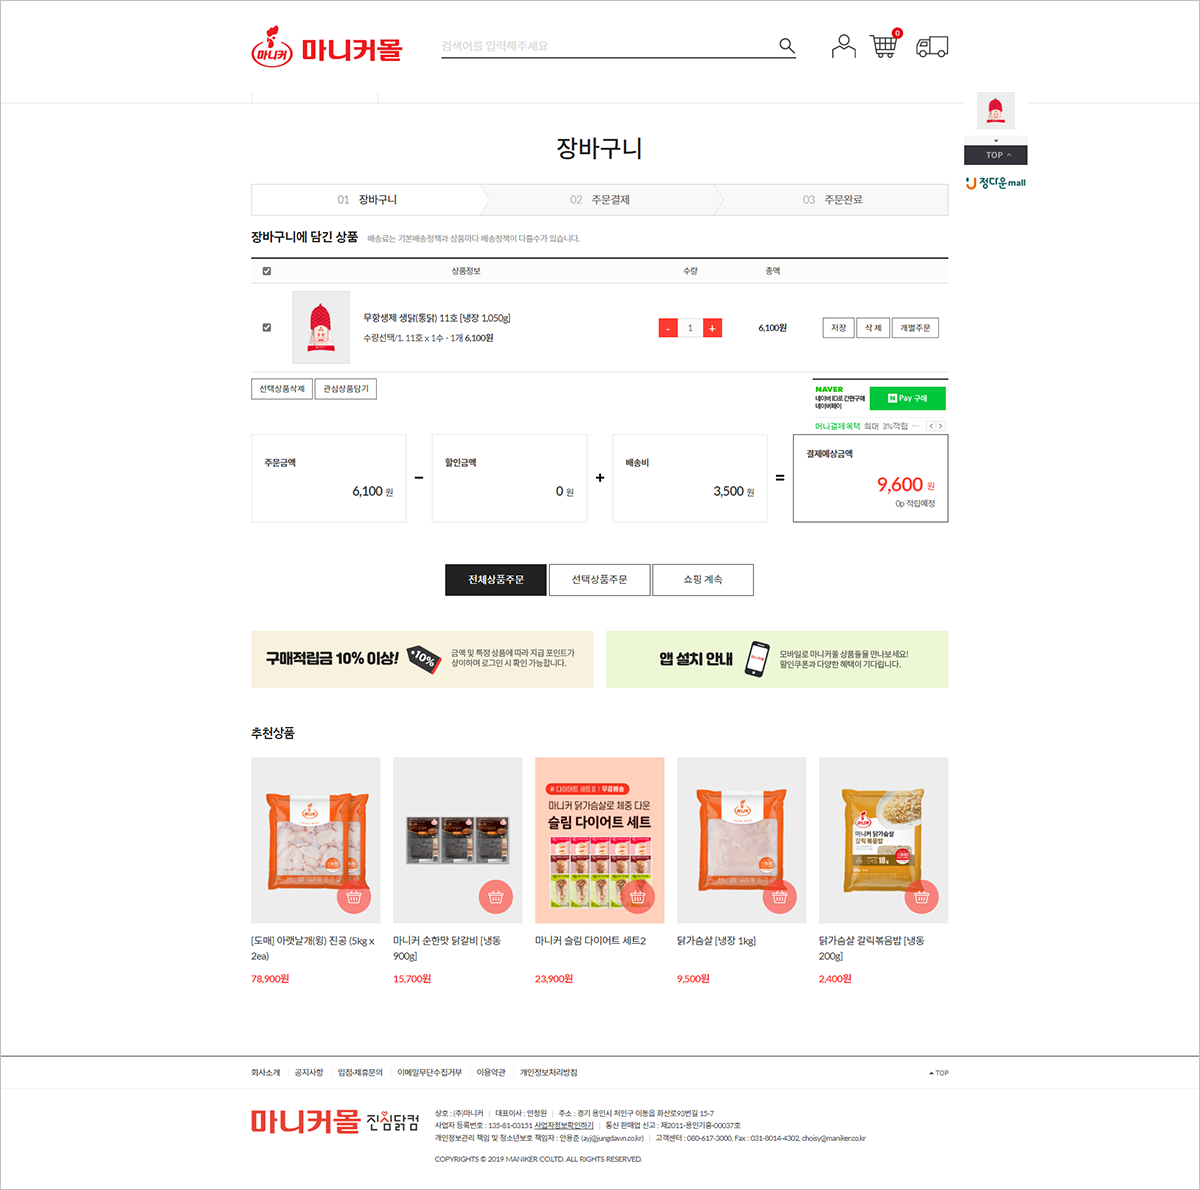 마니커
마니커몰
검색어를 입력해주세요
0
TOP
정다운mall
장바구니
01 장바구니
02 주문결제
03 주문완료
장바구니에 담긴 상품 배송료는 기본배송정책과 상품마다 배송정책이 다를수가 있습니다.
상품정보 수량 총액
무항생제 생닭(통닭) 11호 [냉장 1,050g]
수량선택/1. 11호 x 1수 - 1개 6,100원
- 1 +
6,100원
저장 삭제 개별주문
선택상품삭제 관심상품담기
NAVER
네이버 ID로 간편구매
네이버페이
N Pay 구매
머니결제혜택 최대 3%적립 ···
주문금액
6,100 원
-
할인금액
0 원
+
배송비
3,500 원
=
결제예상금액
9,600 원
0p 적립예정
전체상품주문 선택상품주문 쇼핑 계속
구매적립금 10% 이상!
10%
금액 및 특정 상품에 따라 지급 포인트가
상이하며 로그인 시 확인 가능합니다.
앱 설치 안내
모바일로 마니커몰 상품들을 만나보세요!
할인쿠폰과 다양한 혜택이 기다립니다.
추천상품
# 다이어트 세트 II | 무료배송
마니커 닭가슴살로 체중 다운
슬림 다이어트 세트
마니커 닭가슴살
갈릭 볶음밥
18g
[도매] 아랫날개(윙) 진공 (5kg x
2ea)
78,900원
마니커 순한맛 닭갈비 [냉동
900g]
15,700원
마니커 슬림 다이어트 세트2
23,900원
닭가슴살 [냉장 1kg]
9,500원
닭가슴살 갈릭볶음밥 [냉동
200g]
2,400원
회사소개 공지사항 입점·제휴문의 이메일무단수집거부 이용약관 개인정보처리방침
TOP
마니커몰 진심닭컴
상호 : (주)마니커 | 대표이사 : 안정원 | 주소 : 경기 용인시 처인구 이동읍 화산로93번길 15-7
사업자 등록번호 : 135-81-03151 사업자정보확인하기 | 통신 판매업 신고 : 제2011-용인기흥-00037호
개인정보관리 책임 및 청소년보호 책임자 : 안용준 (ayj@jungdawn.co.kr) | 고객센터 : 080-617-3000, Fax : 031-8014-4302, choisy@maniker.co.kr
COPYRIGHTS © 2019 MANIKER CO.LTD. ALL RIGHTS RESERVED.